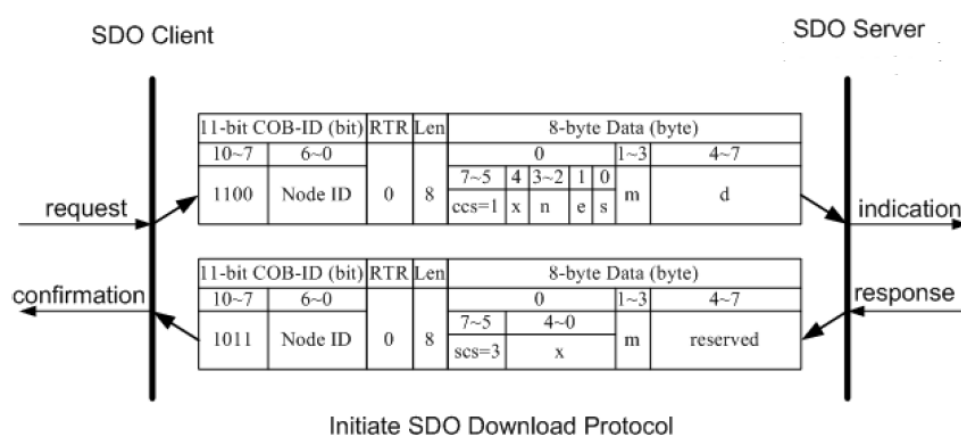 SDO Client
SDO Server
11-bit COB-ID (bit) RTR Len 8-byte Data (byte)
10~7 6~0 0 1~3 4~7
7~5 4 3~2 1 0
1100 Node ID 0 8 m d
ccs=1 x n e s
request
indication
11-bit COB-ID (bit) RTR Len 8-byte Data (byte)
10~7 6~0 0 1~3 4~7
confirmation
response
7~5 4~0
1011 Node ID 0 8 m reserved
scs=3 x
Initiate SDO Download Protocol